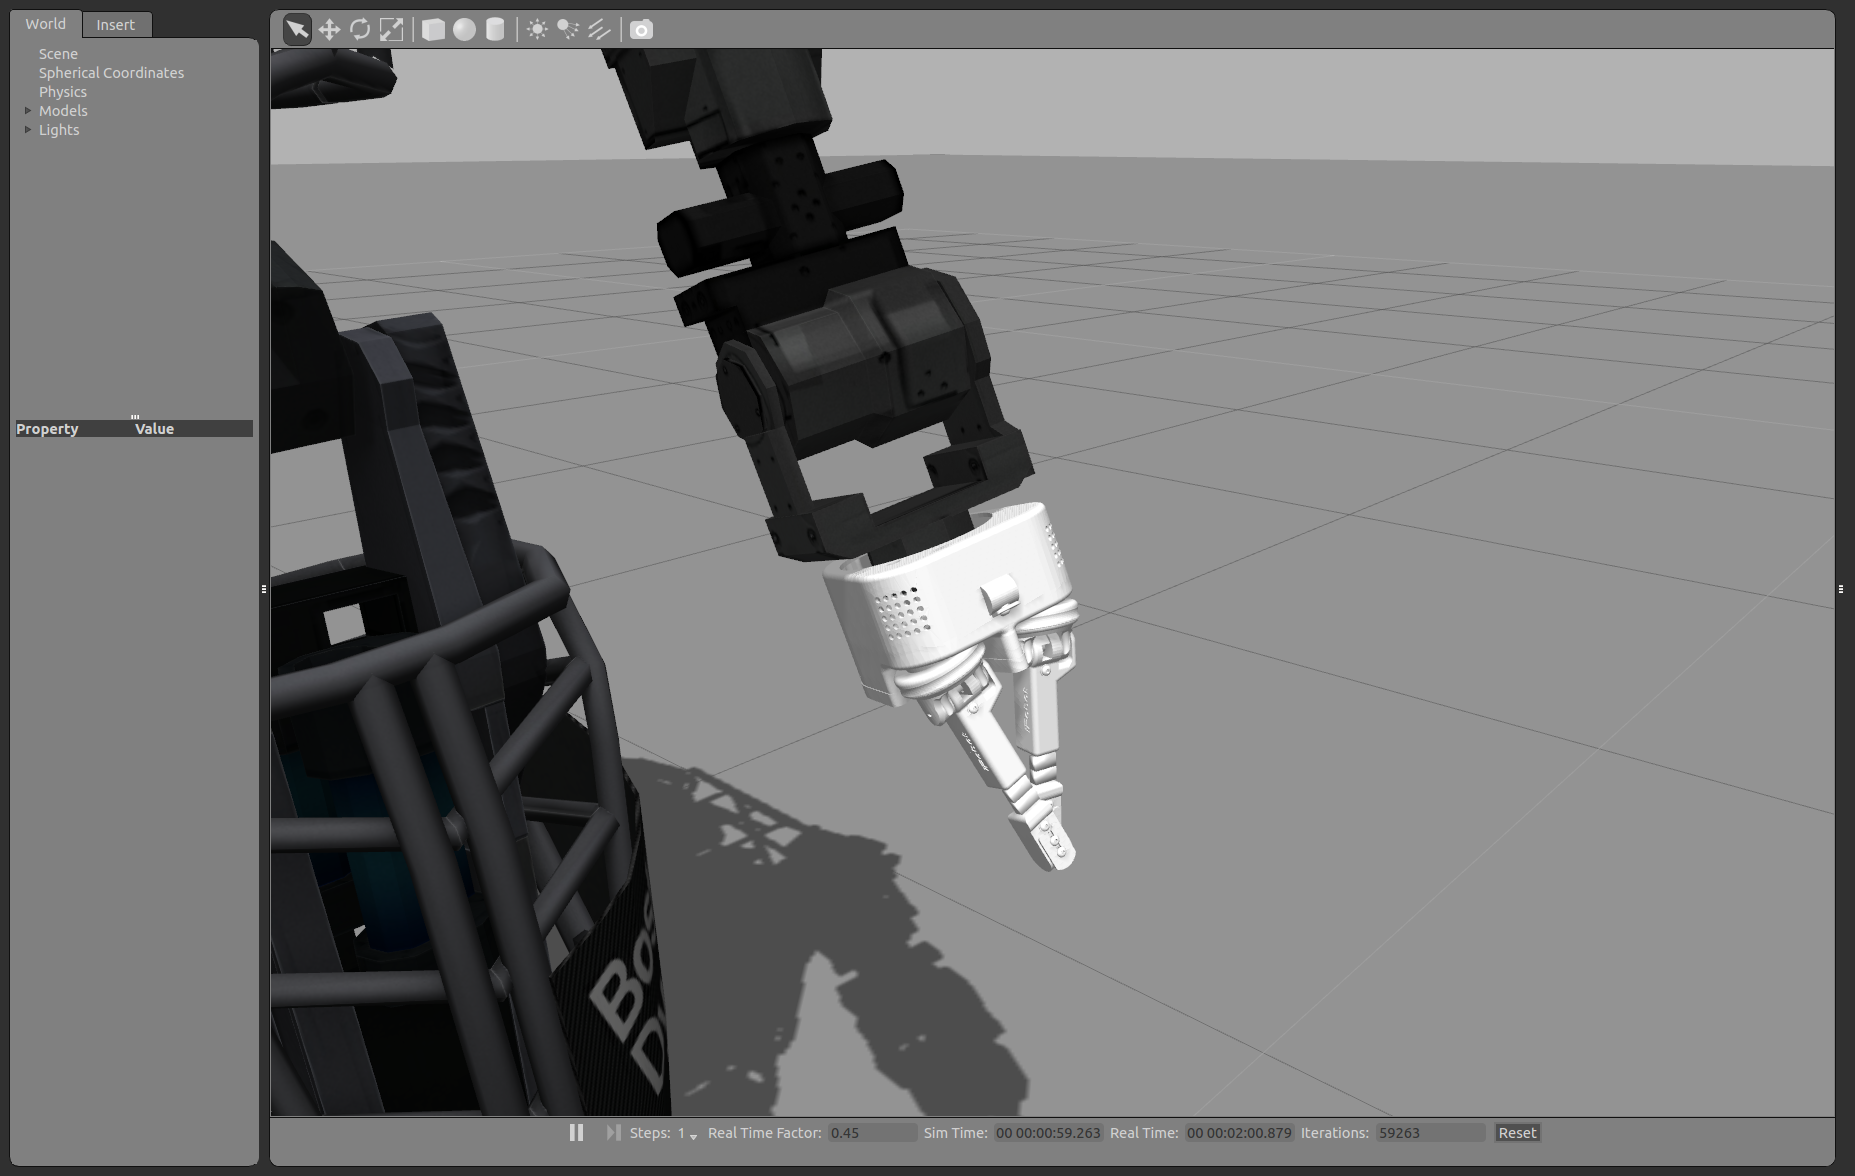 World
Insert
Scene
Spherical Coordinates
Physics
Models
Lights
Property Value
Bos
D
Steps: 1 Real Time Factor: 0.45 Sim Time: 00 00:00:59.263 Real Time: 00 00:02:00.879 Iterations: 59263 Reset